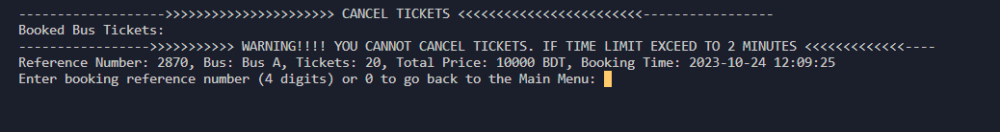 ------------------->>>>>>>>>>>>>>>>>>>>>> CANCEL TICKETS <<<<<<<<<<<<<<<<<<<<<<<<-----------------
Booked Bus Tickets:
----------------->>>>>>>>>>> WARNING!!!! YOU CANNOT CANCEL TICKETS. IF TIME LIMIT EXCEED TO 2 MINUTES <<<<<<<<<<<<<----
Reference Number: 2870, Bus: Bus A, Tickets: 20, Total Price: 10000 BDT, Booking Time: 2023-10-24 12:09:25
Enter booking reference number (4 digits) or 0 to go back to the Main Menu: